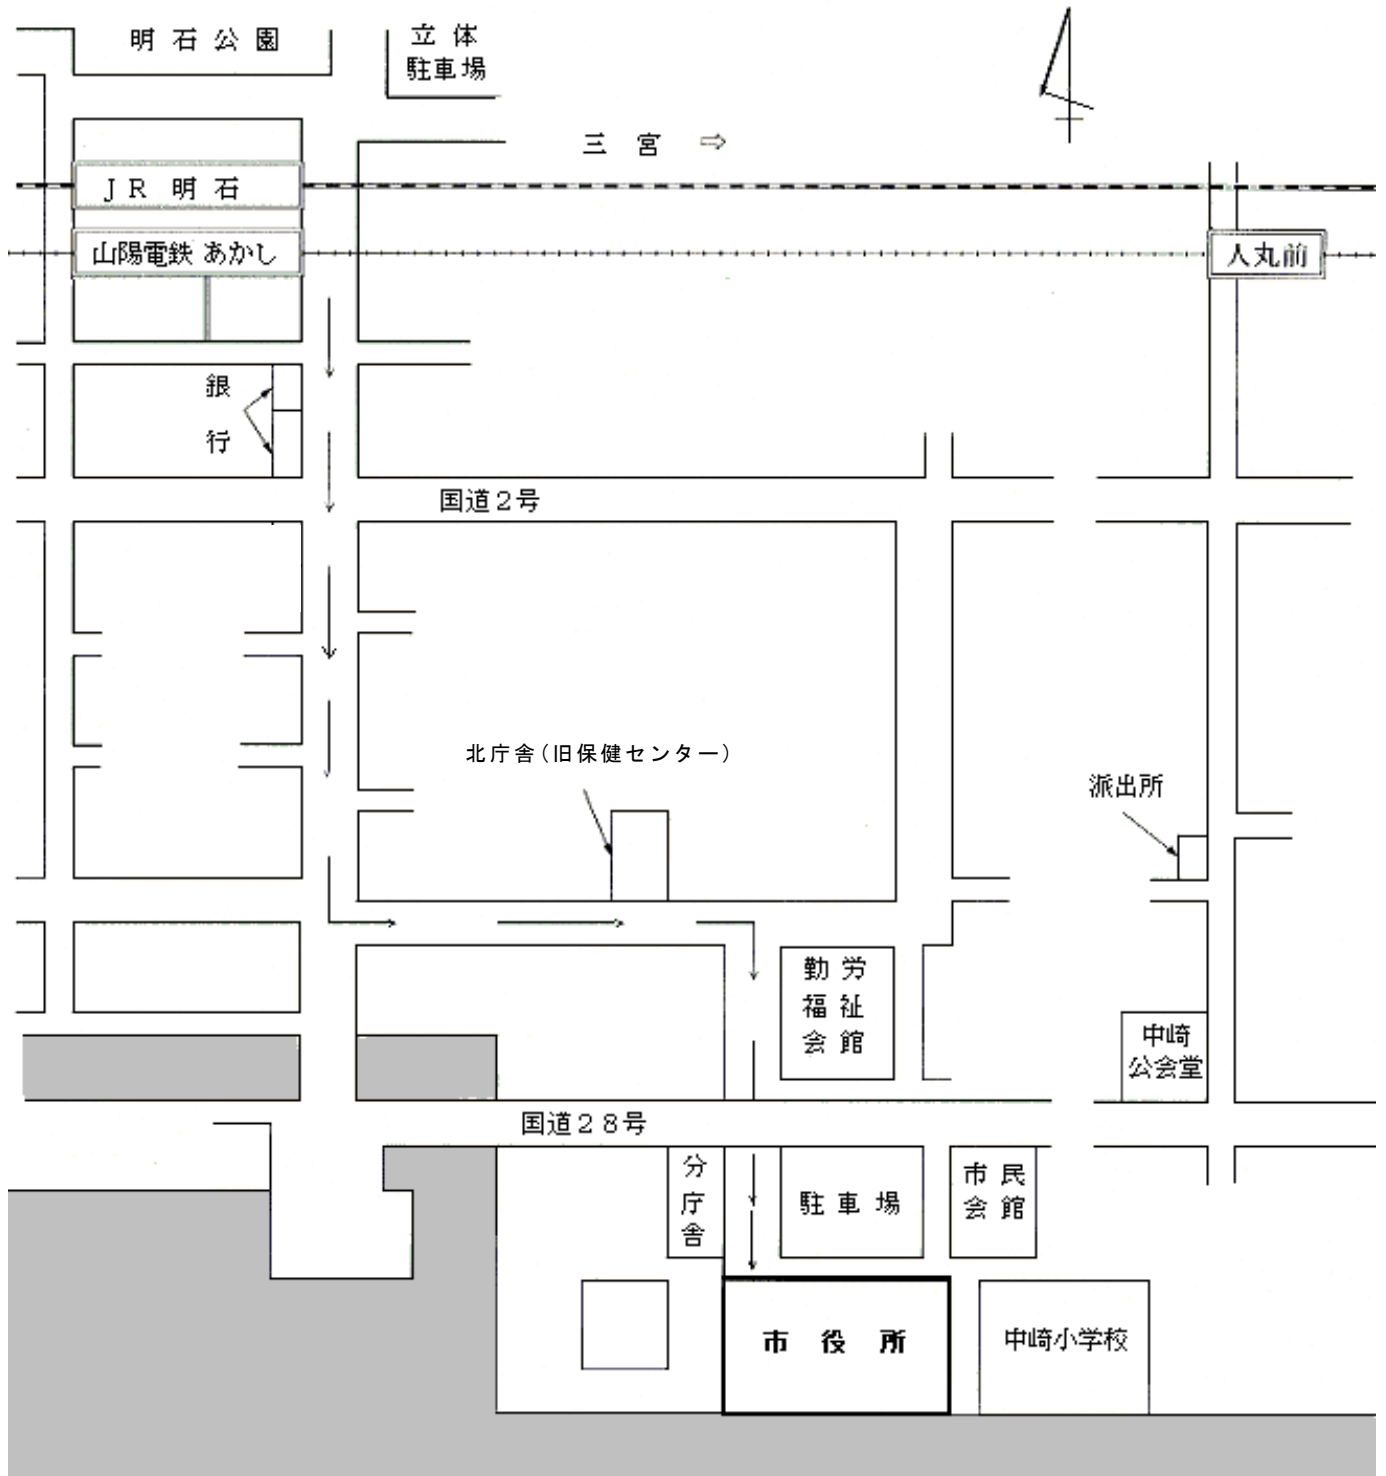 明石公園
立体
駐車場
三宮 ⇨
JR 明石
山陽電鉄 あかし
人丸前
銀
行
国道2号
北庁舎(旧保健センター)
派出所
勤労
福祉
会館
中崎
公会堂
国道28号
分
庁
舎
駐車場
市民
会館
市役所
中崎小学校